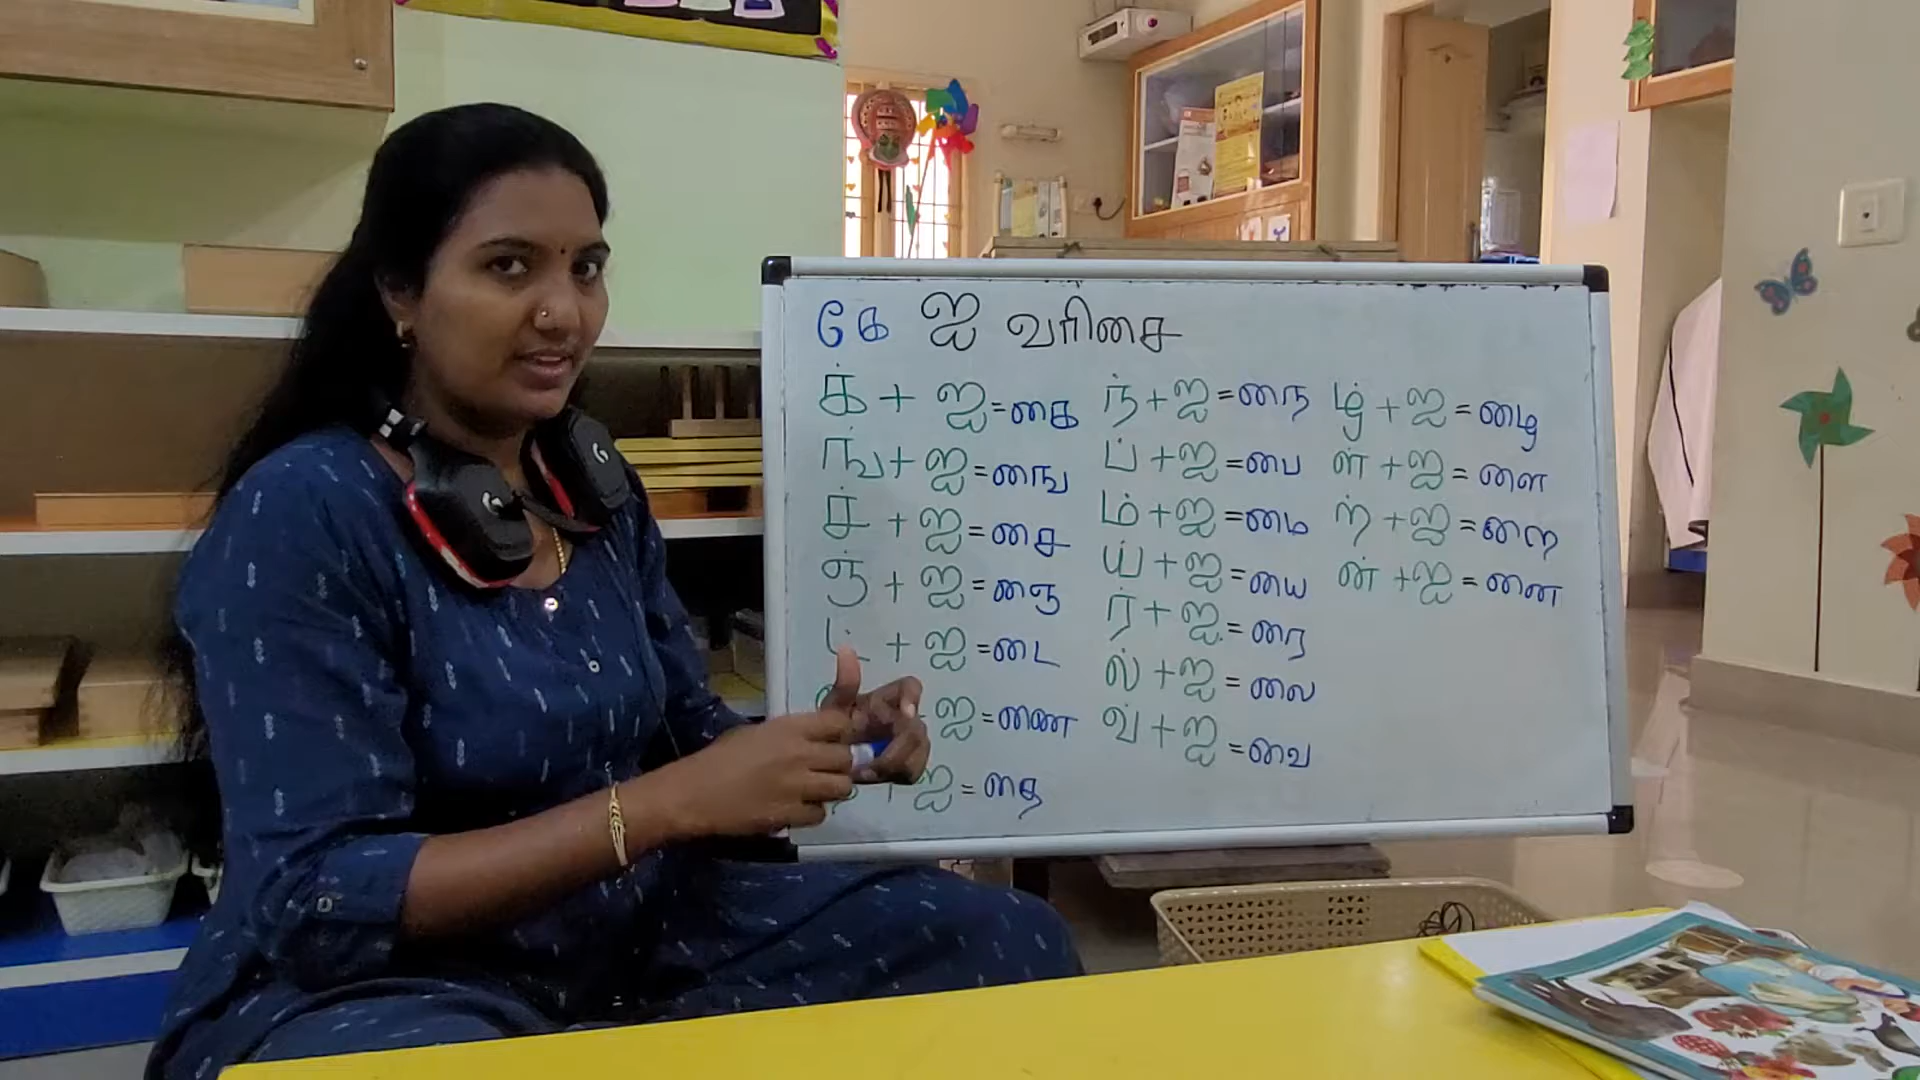 கே ஐ வரிசை
க் + ஐ = கை
ங் + ஐ = ஙை
ச் + ஐ = சை
ஞ் + ஐ = ஞை
ட் + ஐ = டை
+ ஐ = ணை
+ ஐ = தை
ந் + ஐ = நை
ப் + ஐ = பை
ம் + ஐ = மை
ய் + ஐ = யை
ர் + ஐ = ரை
ல் + ஐ = லை
வ் + ஐ = வை
ழ் + ஐ = ழை
ள் + ஐ = ளை
ற் + ஐ = றை
ன் + ஐ = னை